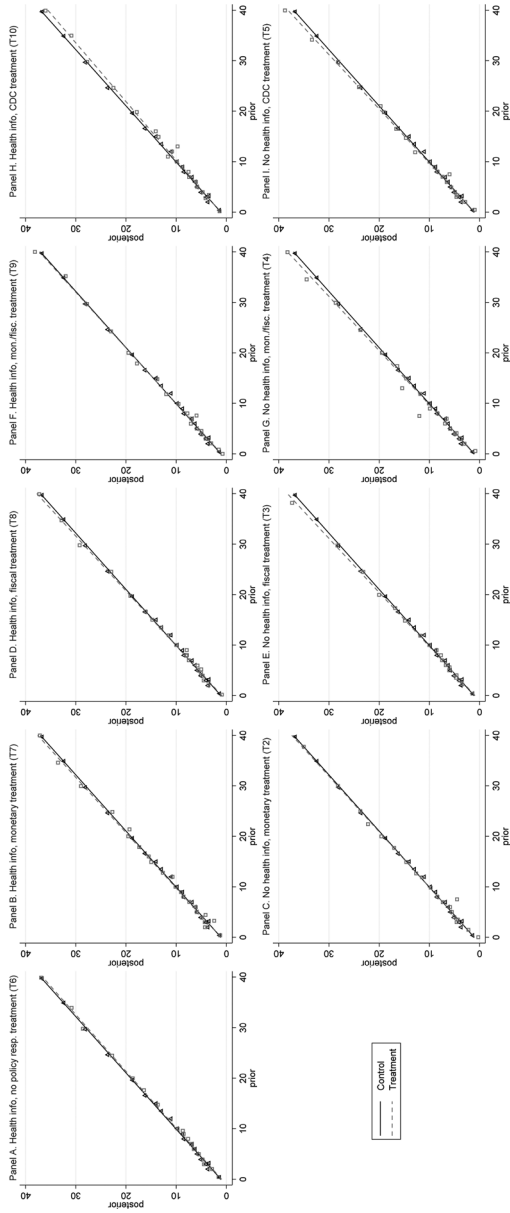 Panel A. Health info, no policy resp. treatment (T6)
posterior
40
30
20
10
0
0 10 20 30 40
prior
Panel B. Health info, monetary treatment (T7)
posterior
40
30
20
10
0
0 10 20 30 40
prior
Panel D. Health info, fiscal treatment (T8)
posterior
40
30
20
10
0
0 10 20 30 40
prior
Panel F. Health info, mon./fisc. treatment (T9)
posterior
40
30
20
10
0
0 10 20 30 40
prior
Panel H. Health info, CDC treatment (T10)
posterior
40
30
20
10
0
0 10 20 30 40
prior
Control
Treatment
Panel C. No health info, monetary treatment (T2)
posterior
40
30
20
10
0
0 10 20 30 40
prior
Panel E. No health info, fiscal treatment (T3)
posterior
40
30
20
10
0
0 10 20 30 40
prior
Panel G. No health info, mon./fisc. treatment (T4)
posterior
40
30
20
10
0
0 10 20 30 40
prior
Panel I. No health info, CDC treatment (T5)
posterior
40
30
20
10
0
0 10 20 30 40
prior